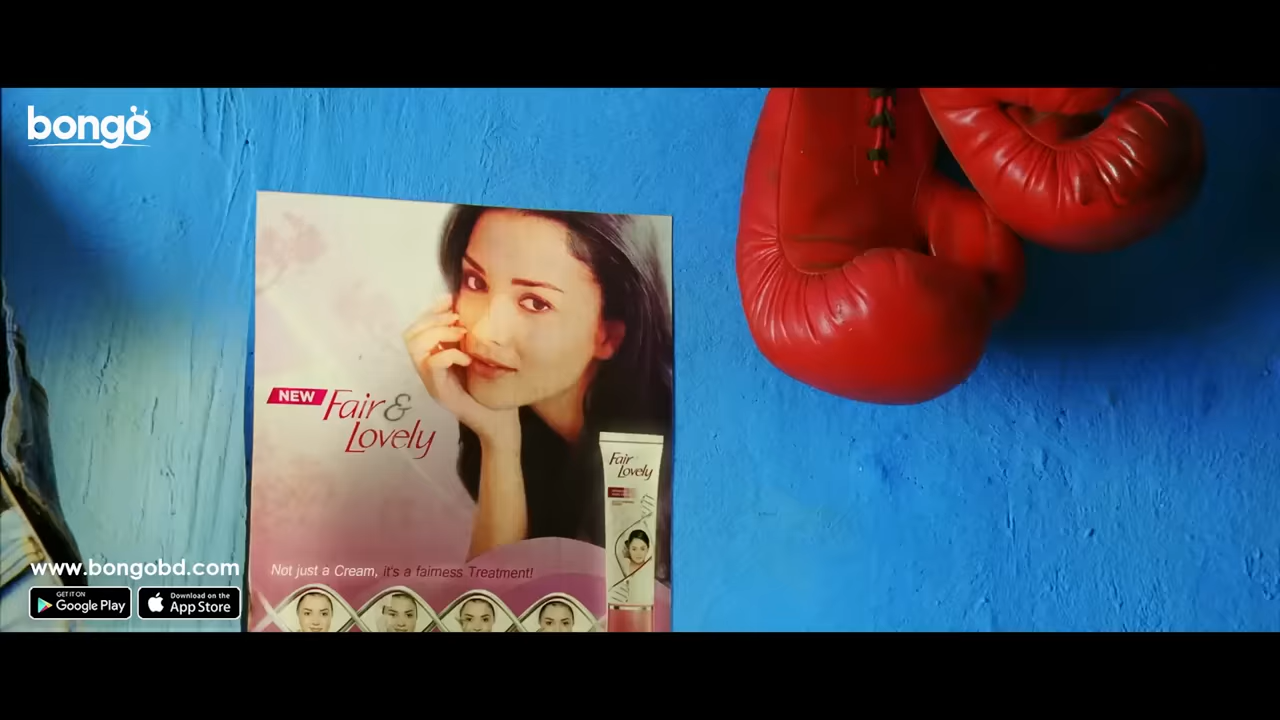 bongo
NEW Fair &
Lovely
Fair
Lovely
Not just a Cream, it's a fairness Treatment!
www.bongobd.com
GET IT ON
Google Play
Download on the
App Store